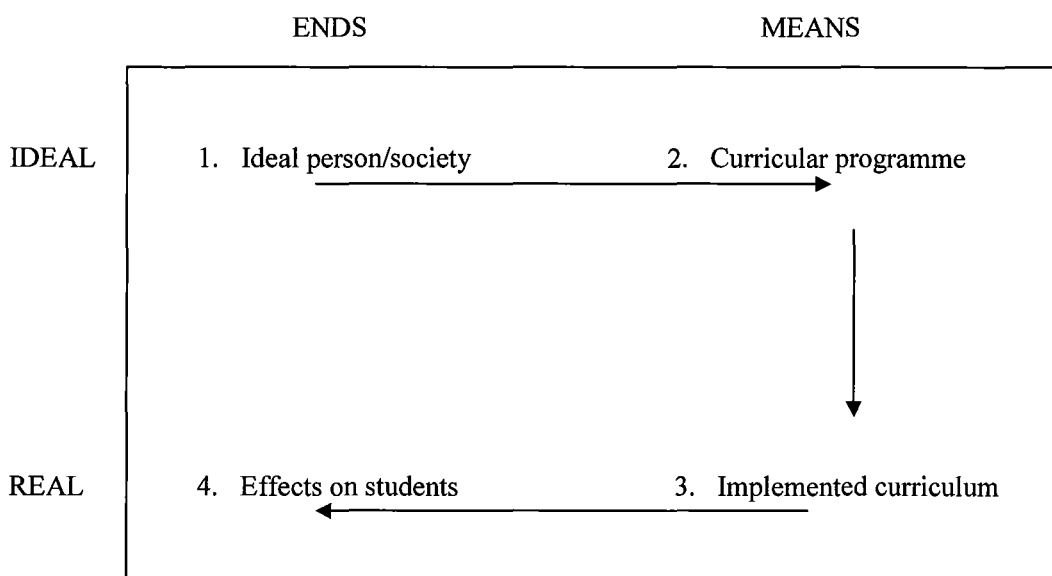 ENDS MEANS
IDEAL 1. Ideal person/society 2. Curricular programme
REAL 4. Effects on students 3. Implemented curriculum